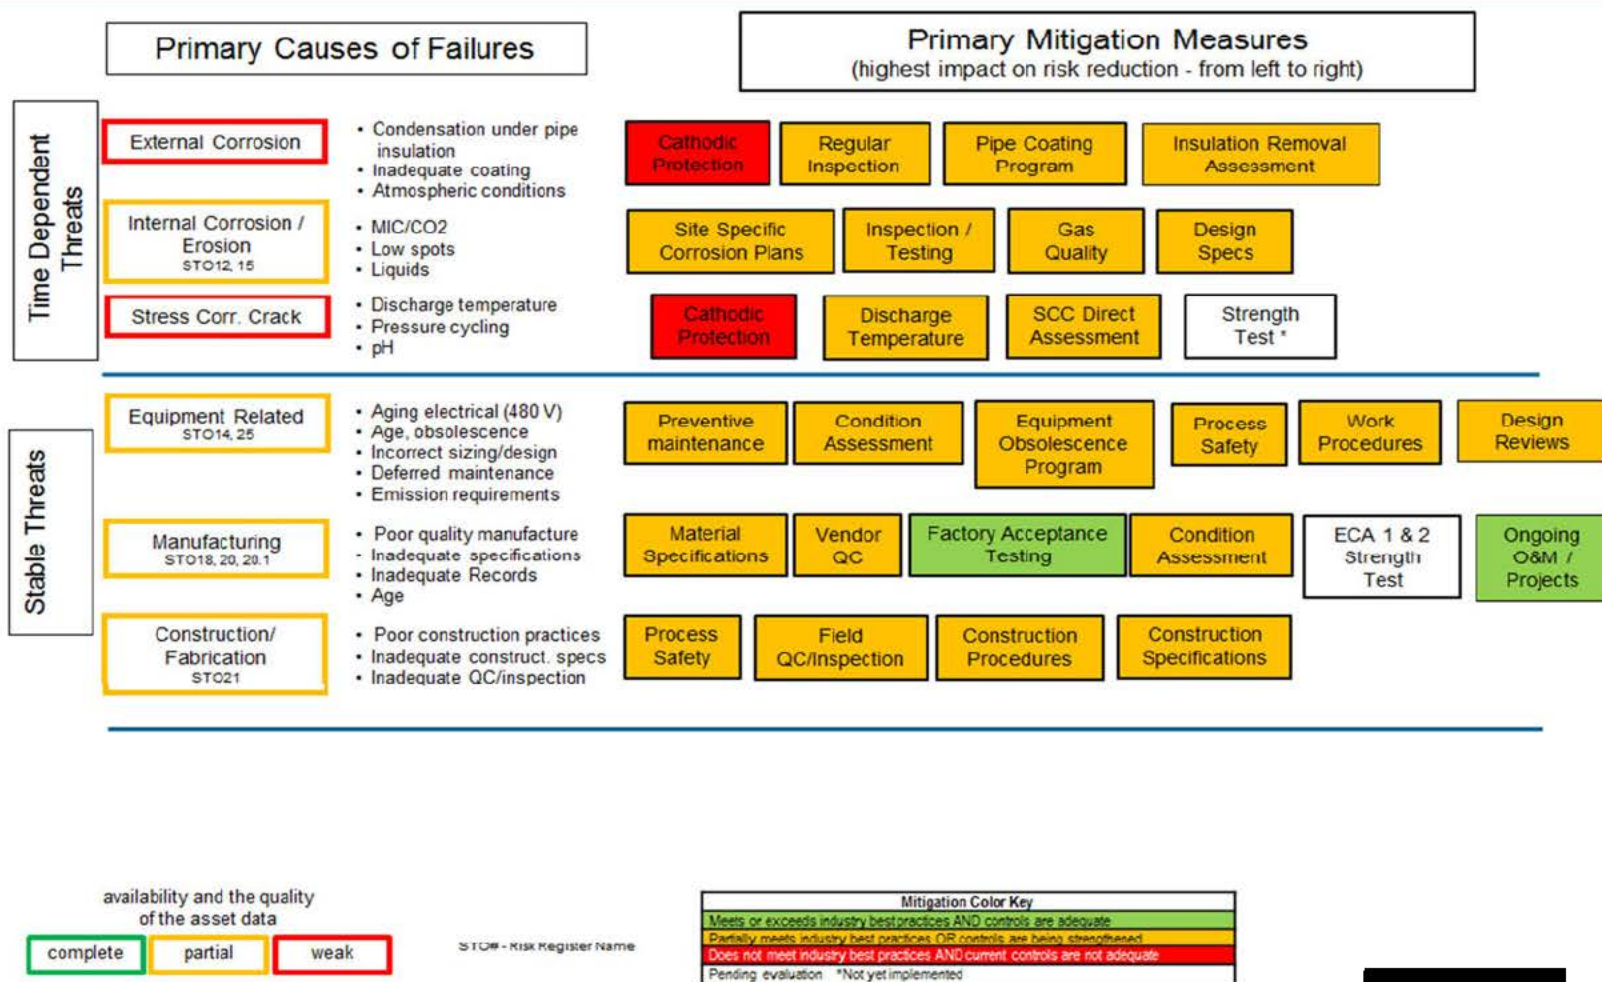 Primary Causes of Failures
Primary Mitigation Measures
(highest impact on risk reduction - from left to right)
Time Dependent
Threats
External Corrosion
• Condensation under pipe
insulation
• Inadequate coating
• Atmospheric conditions
Cathodic
Protection
Regular
Inspection
Pipe Coating
Program
Insulation Removal
Assessment
Internal Corrosion /
Erosion
STO12, 15
• MIC/CO2
• Low spots
• Liquids
Site Specific
Corrosion Plans
Inspection /
Testing
Gas
Quality
Design
Specs
Stress Corr. Crack
• Discharge temperature
• Pressure cycling
• pH
Cathodic
Protection
Discharge
Temperature
SCC Direct
Assessment
Strength
Test *
Stable Threats
Equipment Related
STO14, 25
• Aging electrical (480 V)
• Age, obsolescence
• Incorrect sizing/design
• Deferred maintenance
• Emission requirements
Preventive
maintenance
Condition
Assessment
Equipment
Obsolescence
Program
Process
Safety
Work
Procedures
Design
Reviews
Manufacturing
STO18, 20, 20.1
• Poor quality manufacture
- Inadequate specifications
• Inadequate Records
• Age
Material
Specifications
Vendor
QC
Factory Acceptance
Testing
Condition
Assessment
ECA 1 & 2
Strength
Test
Ongoing
O&M /
Projects
Construction/
Fabrication
STO21
• Poor construction practices
• Inadequate construct. specs
• Inadequate QC/inspection
Process
Safety
Field
QC/Inspection
Construction
Procedures
Construction
Specifications
availability and the quality
of the asset data
complete
partial
weak
STO# - Risk Register Name
Mitigation Color Key
Meets or exceeds industry best practices AND controls are adequate
Partially meets industry best practices OR controls are being strengthened
Does not meet industry best practices AND current controls are not adequate
Pending evaluation *Not yet implemented